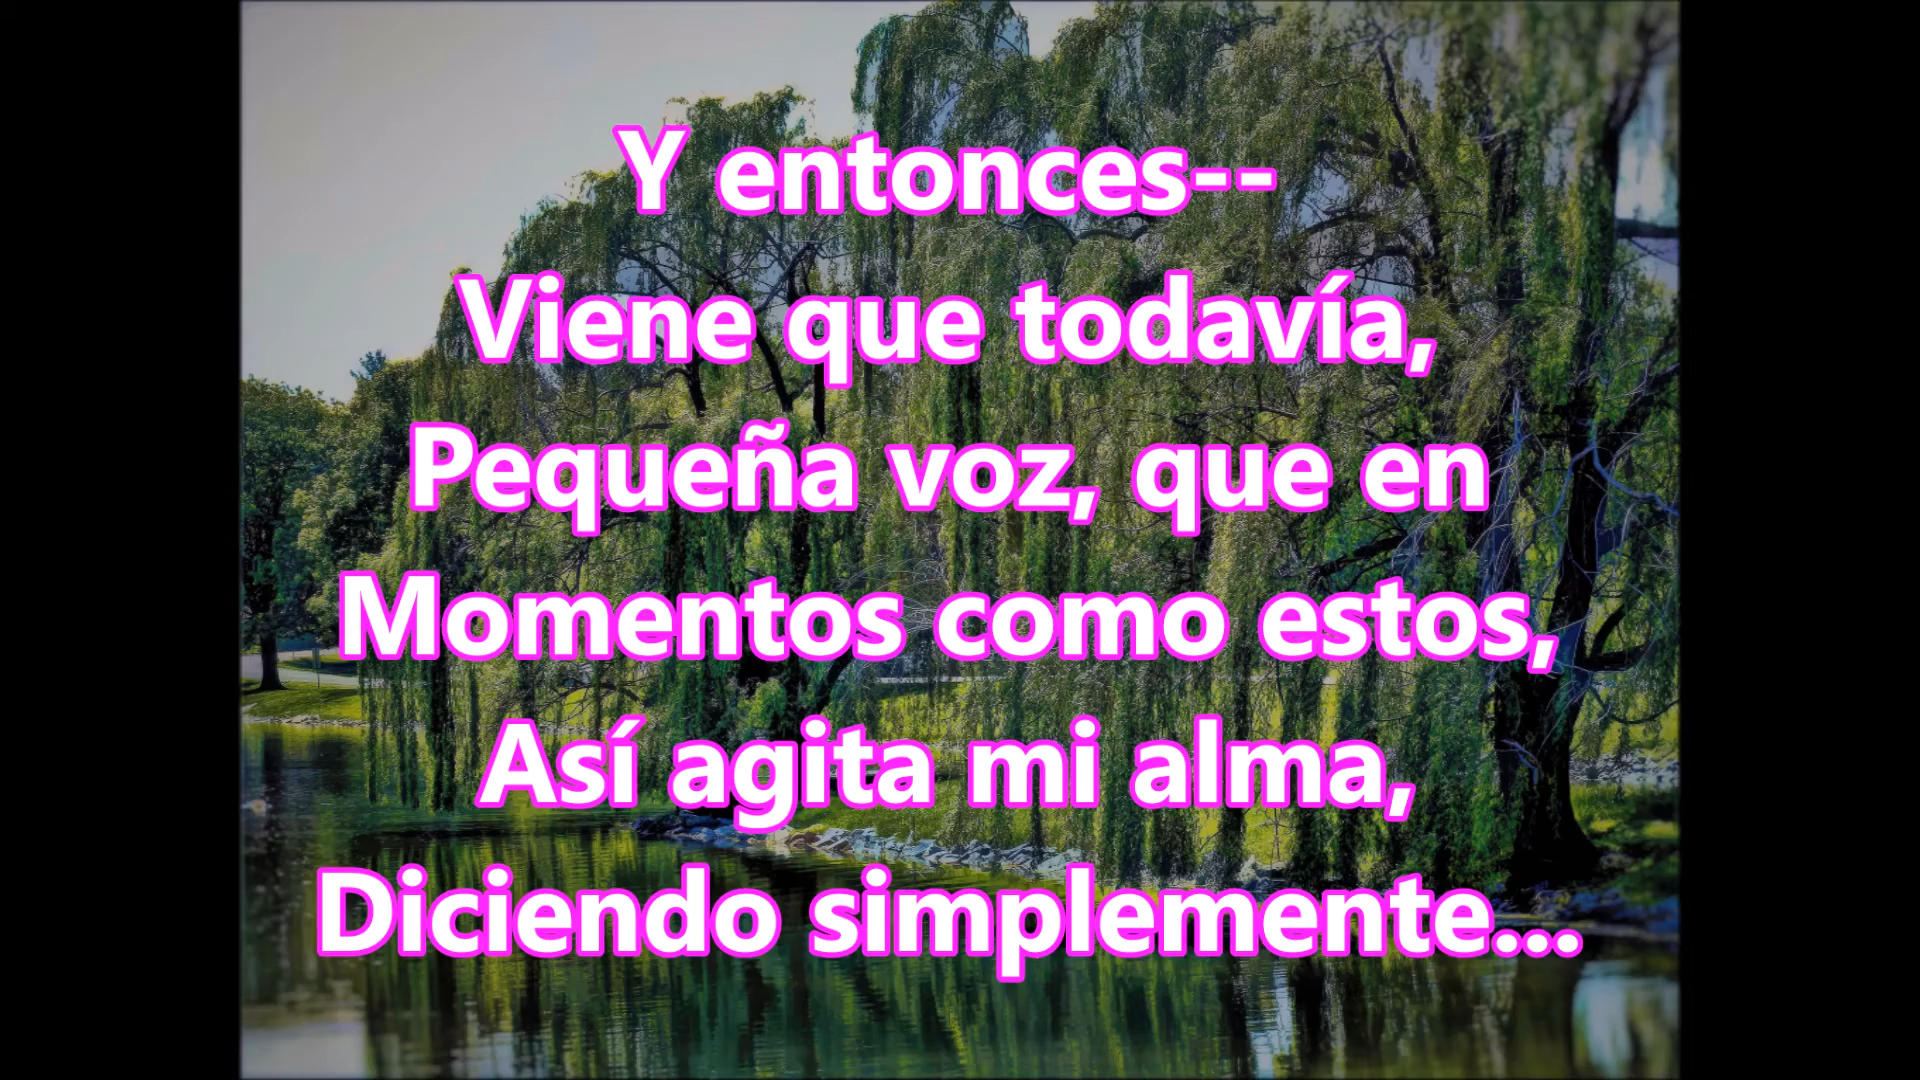 Y entonces--
Viene que todavía,
Pequeña voz, que en
Momentos como estos,
Así agita mi alma,
Diciendo simplemente...